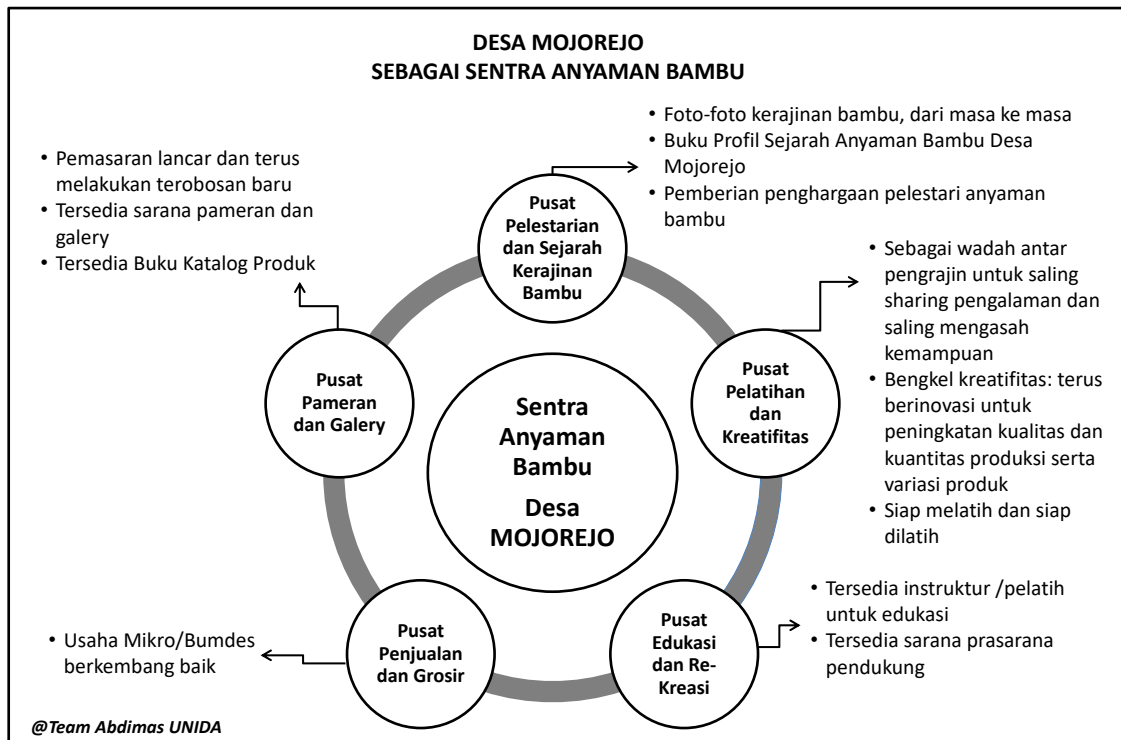 DESA MOJOREJO
SEBAGAI SENTRA ANYAMAN BAMBU
• Foto-foto kerajinan bambu, dari masa ke masa
• Buku Profil Sejarah Anyaman Bambu Desa
Mojorejo
• Pemberian penghargaan pelestari anyaman
bambu
• Pemasaran lancar dan terus
melakukan terobosan baru
• Tersedia sarana pameran dan
galery
• Tersedia Buku Katalog Produk
Pusat
Pelestarian
dan Sejarah
Kerajinan
Bambu
• Sebagai wadah antar
pengrajin untuk saling
sharing pengalaman dan
saling mengasah
kemampuan
• Bengkel kreatifitas: terus
berinovasi untuk
peningkatan kualitas dan
kuantitas produksi serta
variasi produk
• Siap melatih dan siap
dilatih
Pusat
Pameran
dan Galery
Pusat
Pelatihan
dan
Kreatifitas
Sentra
Anyaman
Bambu
Desa
MOJOREJO
• Usaha Mikro/Bumdes
berkembang baik
Pusat
Penjualan
dan Grosir
Pusat
Edukasi
dan Re-
Kreasi
• Tersedia instruktur /pelatih
untuk edukasi
• Tersedia sarana prasarana
pendukung
@Team Abdimas UNIDA